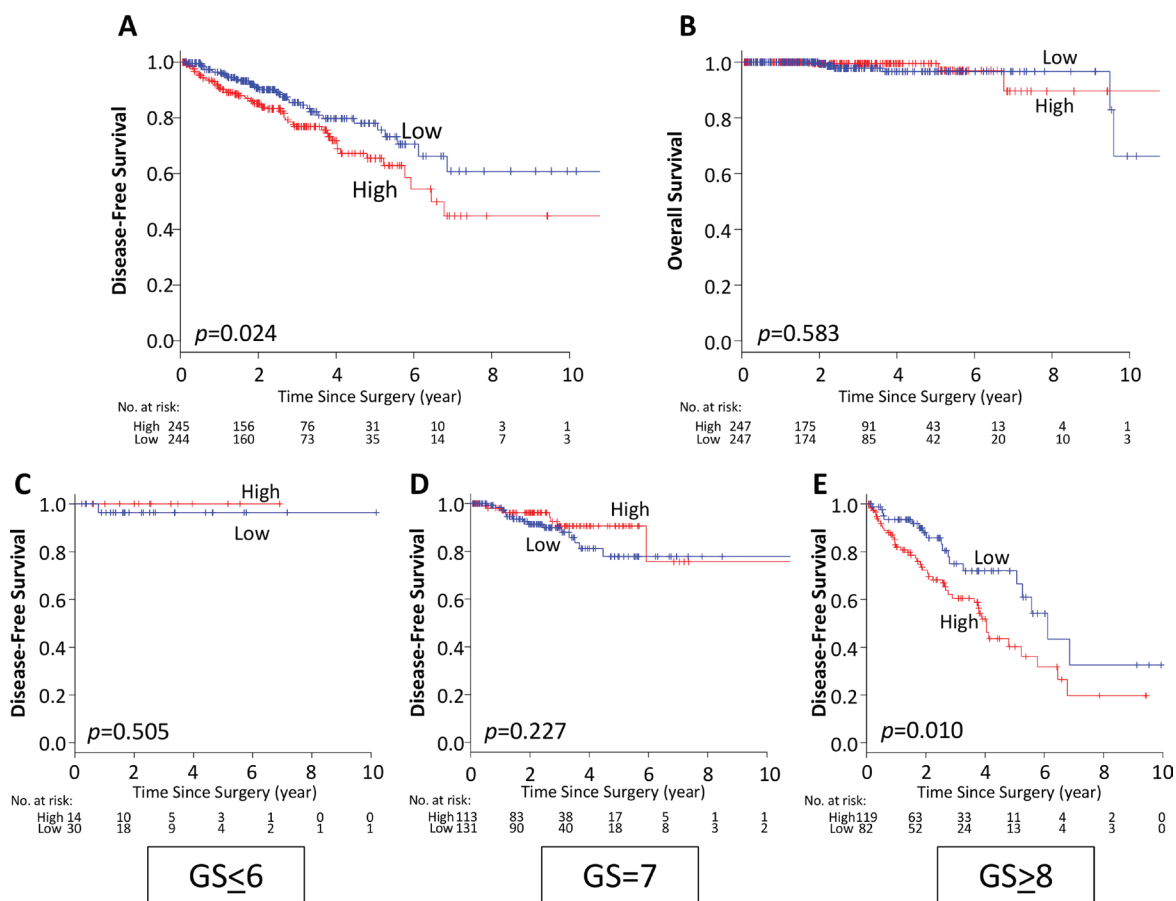 A
Disease-Free Survival
1.0
0.8
0.6
0.4
0.2
0.0
Low
High
p=0.024
0 2 4 6 8 10
Time Since Surgery (year)
No. at risk:
High 245 156 76 31 10 3 1
Low 244 160 73 35 14 7 3
B
Overall Survival
1.0
0.8
0.6
0.4
0.2
0.0
Low
High
p=0.583
0 2 4 6 8 10
Time Since Surgery (year)
No. at risk:
High 247 175 91 43 13 4 1
Low 247 174 85 42 20 10 3
C
Disease-Free Survival
1.0
0.8
0.6
0.4
0.2
0.0
High
Low
p=0.505
0 2 4 6 8 10
Time Since Surgery (year)
No. at risk:
High 14 10 5 3 1 0 0
Low 30 18 9 4 2 1 1
GS≤6
D
Disease-Free Survival
1.0
0.8
0.6
0.4
0.2
0.0
High
Low
p=0.227
0 2 4 6 8 10
Time Since Surgery (year)
No. at risk:
High 113 83 38 17 5 1 1
Low 131 90 40 18 8 3 2
GS=7
E
Disease-Free Survival
1.0
0.8
0.6
0.4
0.2
0.0
Low
High
p=0.010
0 2 4 6 8 10
Time Since Surgery (year)
No. at risk:
High 119 63 33 11 4 2 0
Low 82 52 24 13 4 3 0
GS≥8